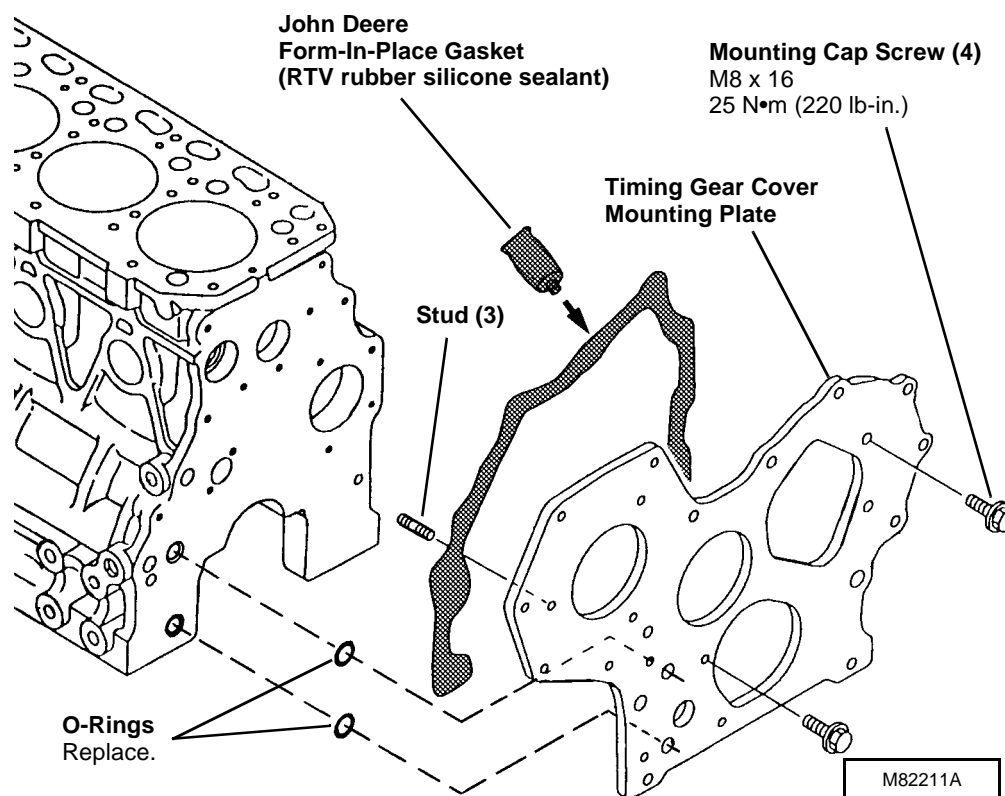 John Deere
Form-In-Place Gasket
(RTV rubber silicone sealant)
Mounting Cap Screw (4)
M8 x 16
25 N•m (220 lb-in.)
Timing Gear Cover
Mounting Plate
Stud (3)
O-Rings
Replace.
M82211A